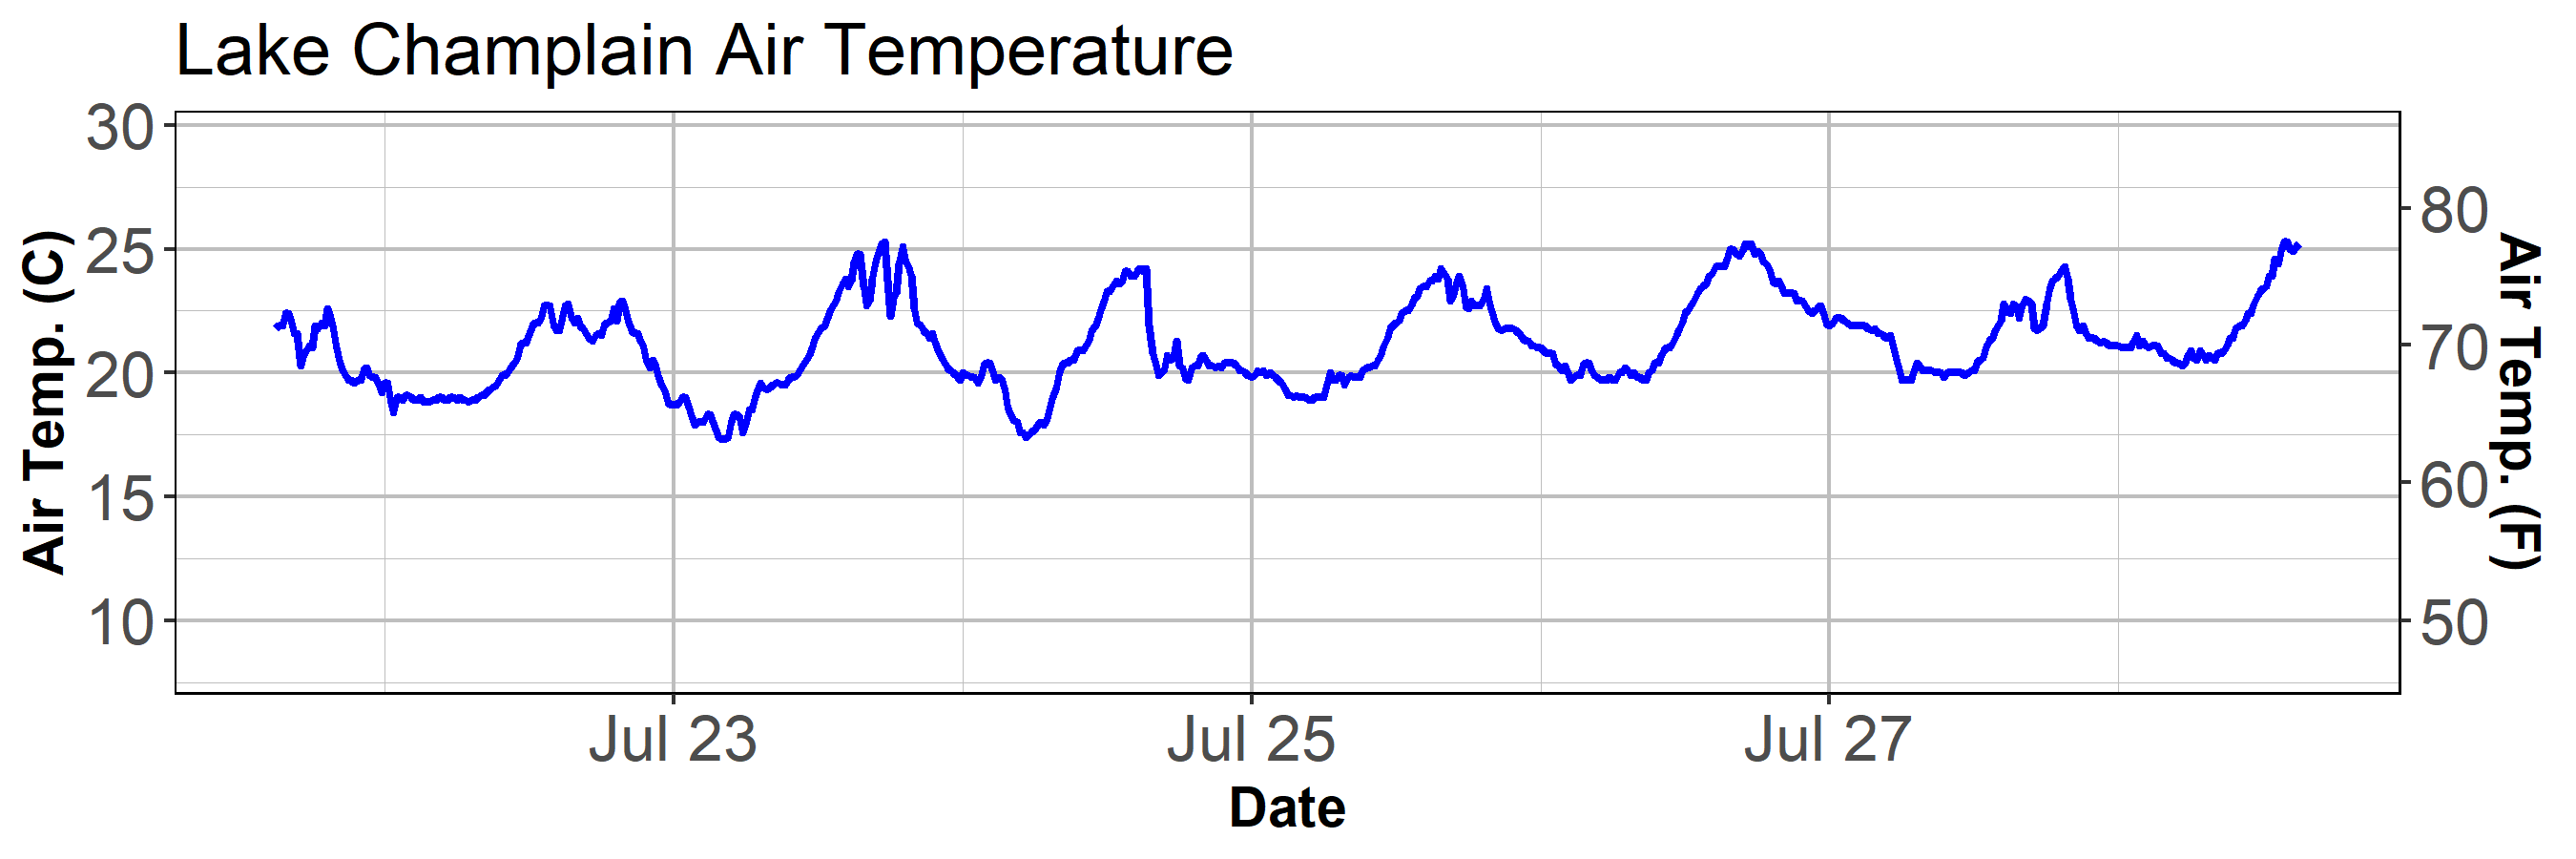 Lake Champlain Air Temperature
30
25
20
15
10
Air Temp. (C)
80
70
60
50
Air Temp. (F)
Jul 23
Jul 25
Jul 27
Date